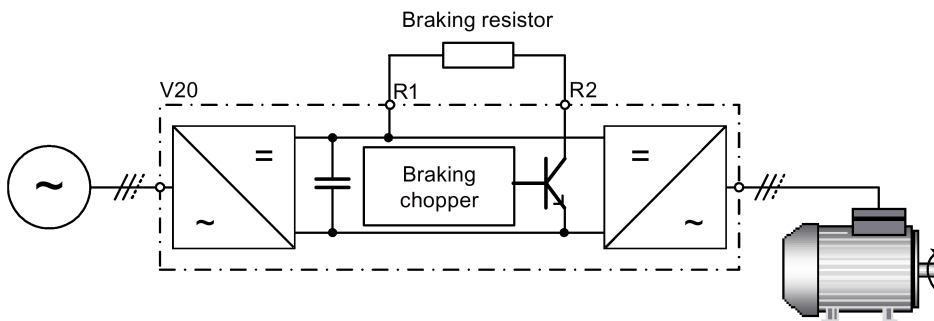 Braking resistor
V20
R1
R2
=
=
Braking
chopper
~
~
~